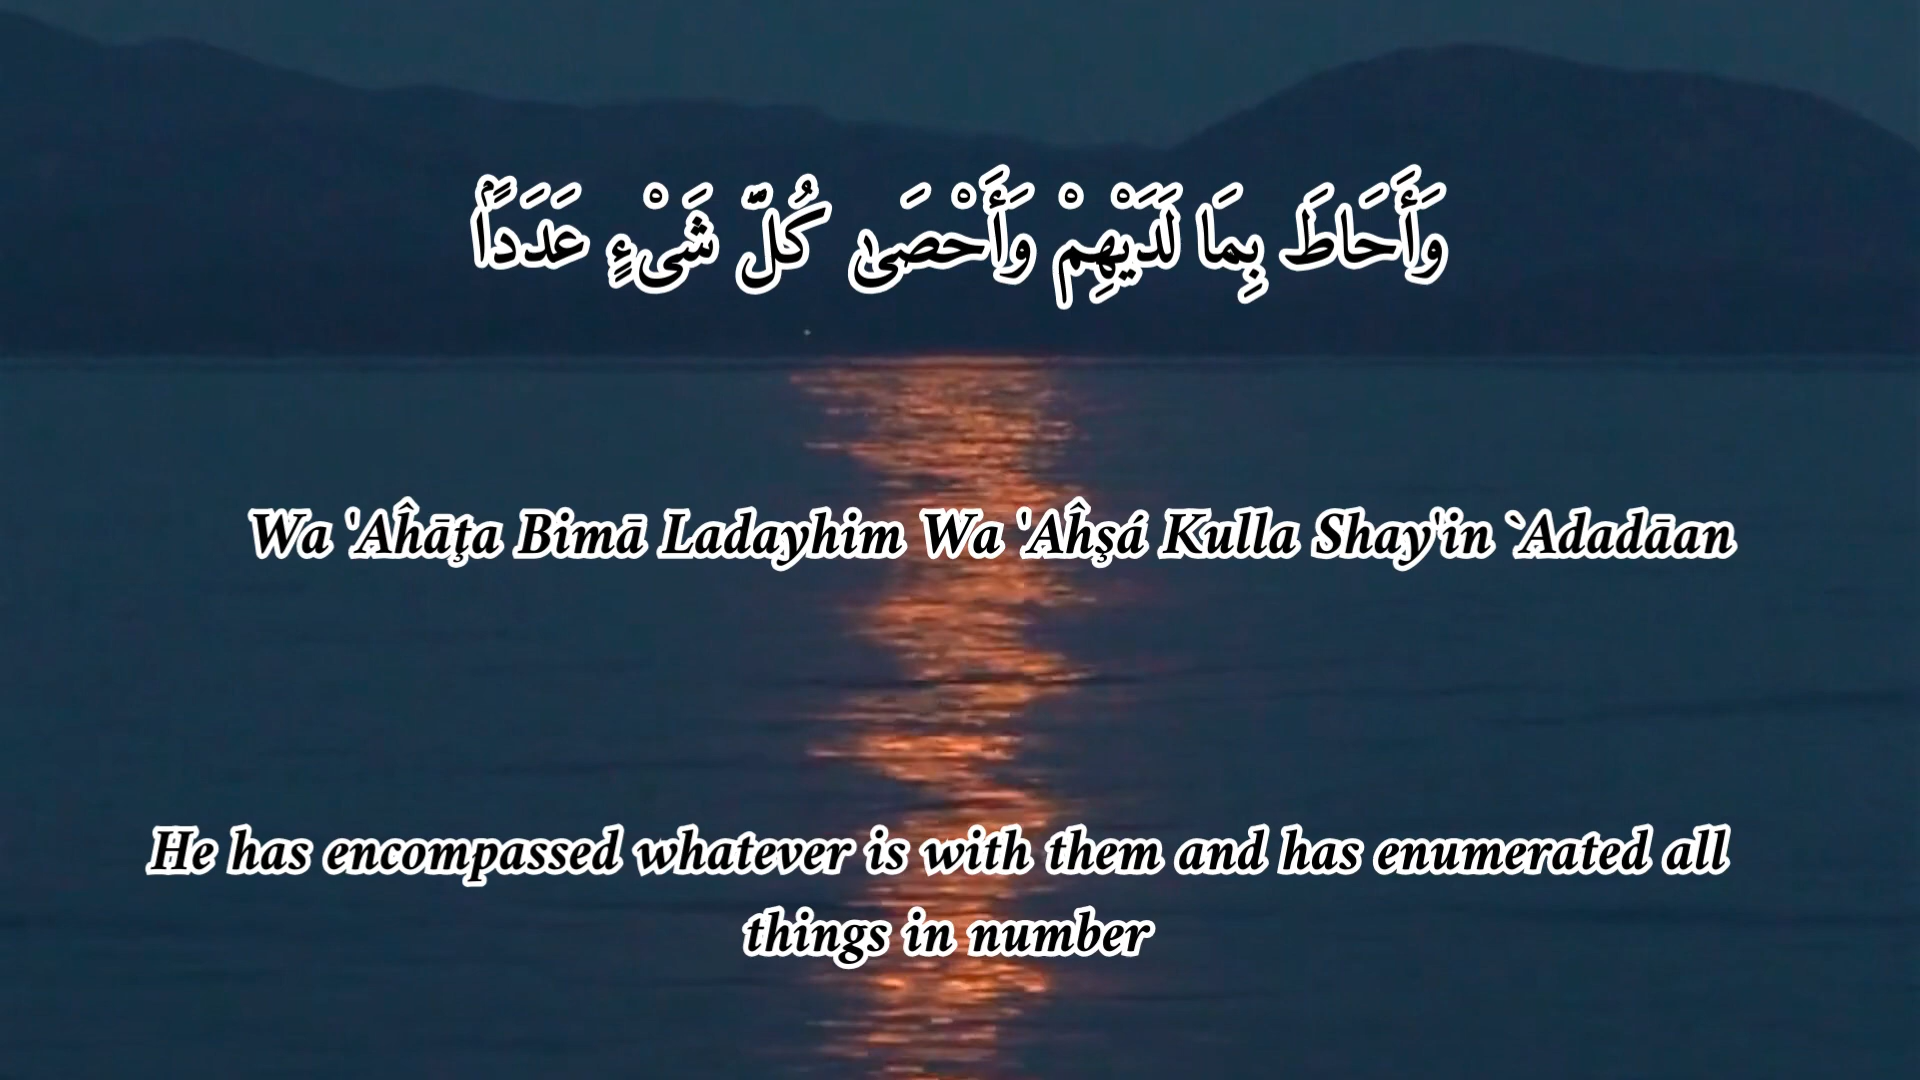 وَأَحَاطَ بِمَا لَدَيْهِمْ وَأَحْصَىٰ كُلَّ شَىْءٍ عَدَدًاۢ
Wa 'Aĥāţa Bimā Ladayhim Wa 'Aĥşá Kulla Shay'in `Adadāan
He has encompassed whatever is with them and has enumerated all
things in number